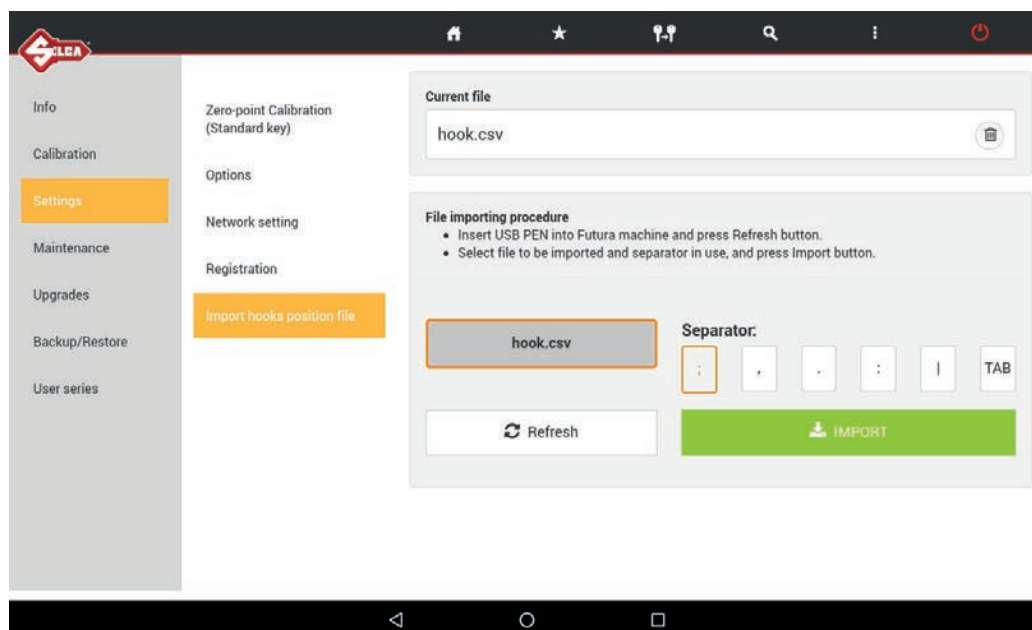 SILCA
Info
Calibration
Settings
Maintenance
Upgrades
Backup/Restore
User series
Zero-point Calibration
(Standard key)
Options
Network setting
Registration
Import hooks position file
Current file
hook.csv
File importing procedure
• Insert USB PEN into Futura machine and press Refresh button.
• Select file to be imported and separator in use, and press Import button.
hook.csv
Separator:
; , . : | TAB
Refresh
IMPORT